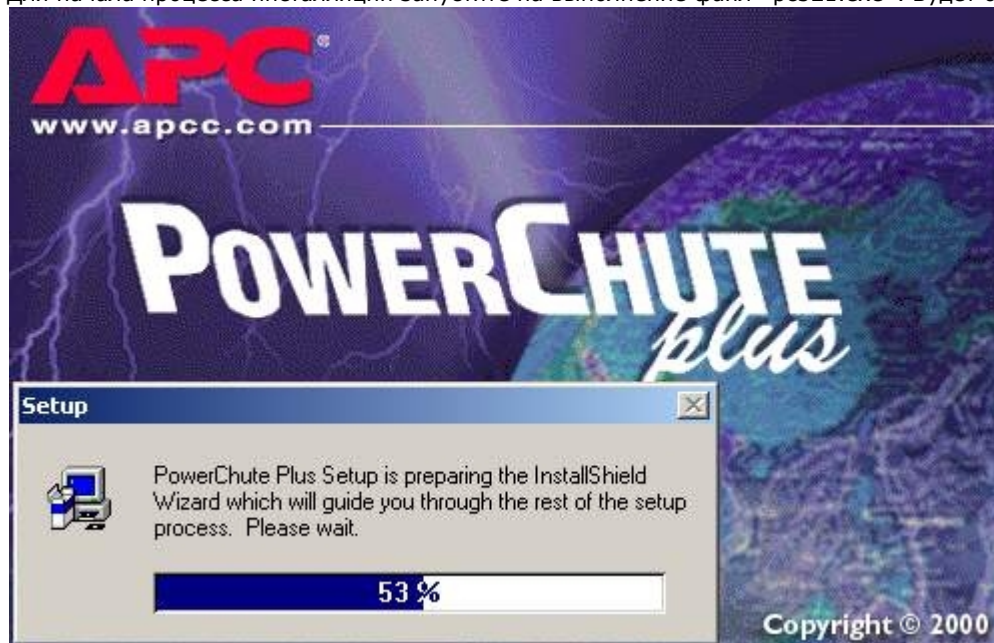 APC®
www.apcc.com
POWERCHUTE
plus
Setup
PowerChute Plus Setup is preparing the InstallShield
Wizard which will guide you through the rest of the setup
process. Please wait.
53 %
Copyright © 2000